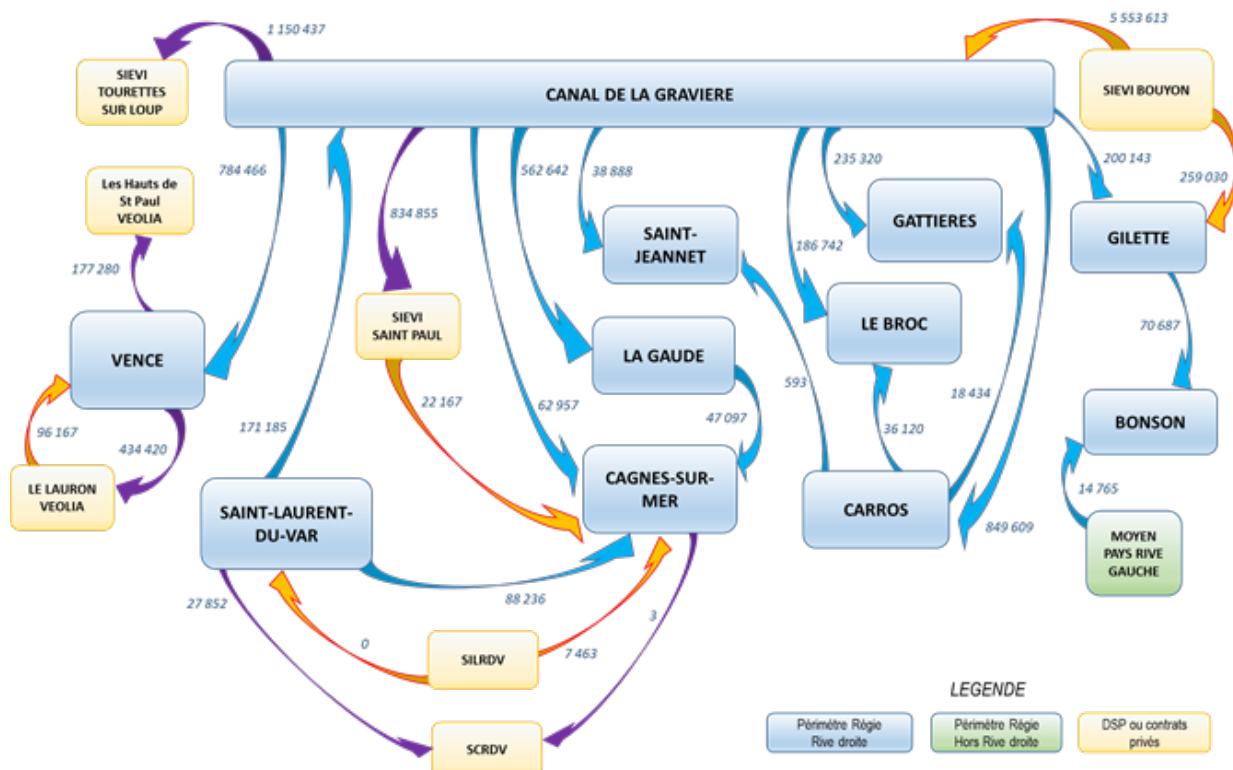 1 150 437
5 553 613
SIEVI
TOURETTES
SUR LOUP
CANAL DE LA GRAVIERE
SIEVI BOUYON
784 466
562 642
38 888
235 320
200 143
259 030
Les Hauts de
St Paul
VEOLIA
834 855
186 742
GATTIERES
GILETTE
SAINT-
JEANNET
177 280
SIEVI
SAINT PAUL
LE BROC
70 687
VENCE
LA GAUDE
593
18 434
96 167
434 420
171 185
22 167
62 957
47 097
36 120
BONSON
LE LAURON
VEOLIA
SAINT-LAURENT-
DU-VAR
CAGNES-SUR-
MER
CARROS
849 609
14 765
MOYEN
PAYS RIVE
GAUCHE
27 852
88 236
3
0
7 463
SILRDV
SCRDV
LEGENDE
Périmètre Régie
Rive droite
Périmètre Régie
Hors Rive droite
DSP ou contrats
privés